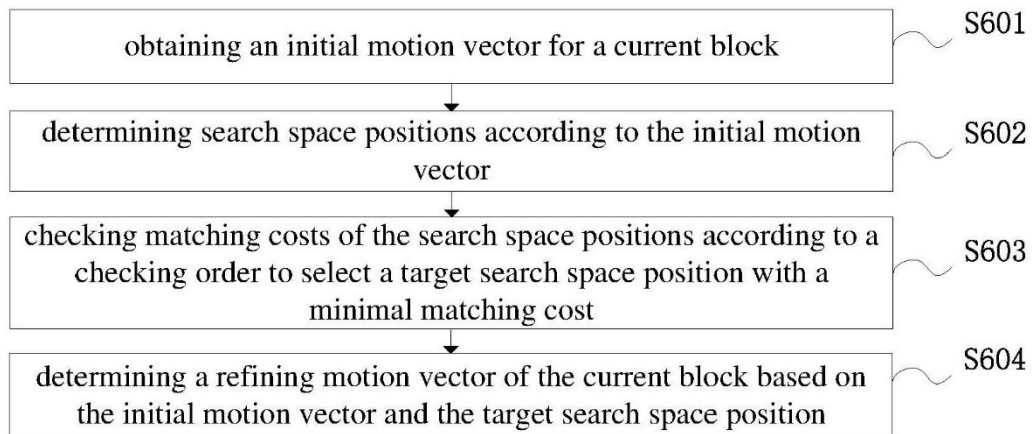 obtaining an initial motion vector for a current block
S601
determining search space positions according to the initial motion
vector
S602
checking matching costs of the search space positions according to a
checking order to select a target search space position with a
minimal matching cost
S603
determining a refining motion vector of the current block based on
the initial motion vector and the target search space position
S604